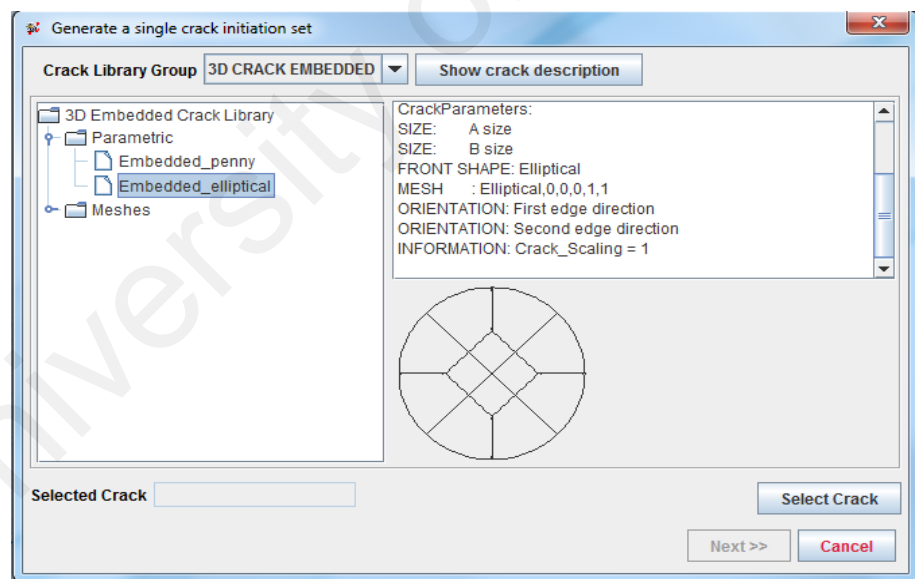 Generate a single crack initiation set
Crack Library Group 3D CRACK EMBEDDED Show crack description
3D Embedded Crack Library
Parametric
Embedded_penny
Embedded_elliptical
Meshes
CrackParameters:
SIZE: A size
SIZE: B size
FRONT SHAPE: Elliptical
MESH : Elliptical,0,0,0,1,1
ORIENTATION: First edge direction
ORIENTATION: Second edge direction
INFORMATION: Crack_Scaling = 1
Selected Crack
Select Crack
Next >> Cancel